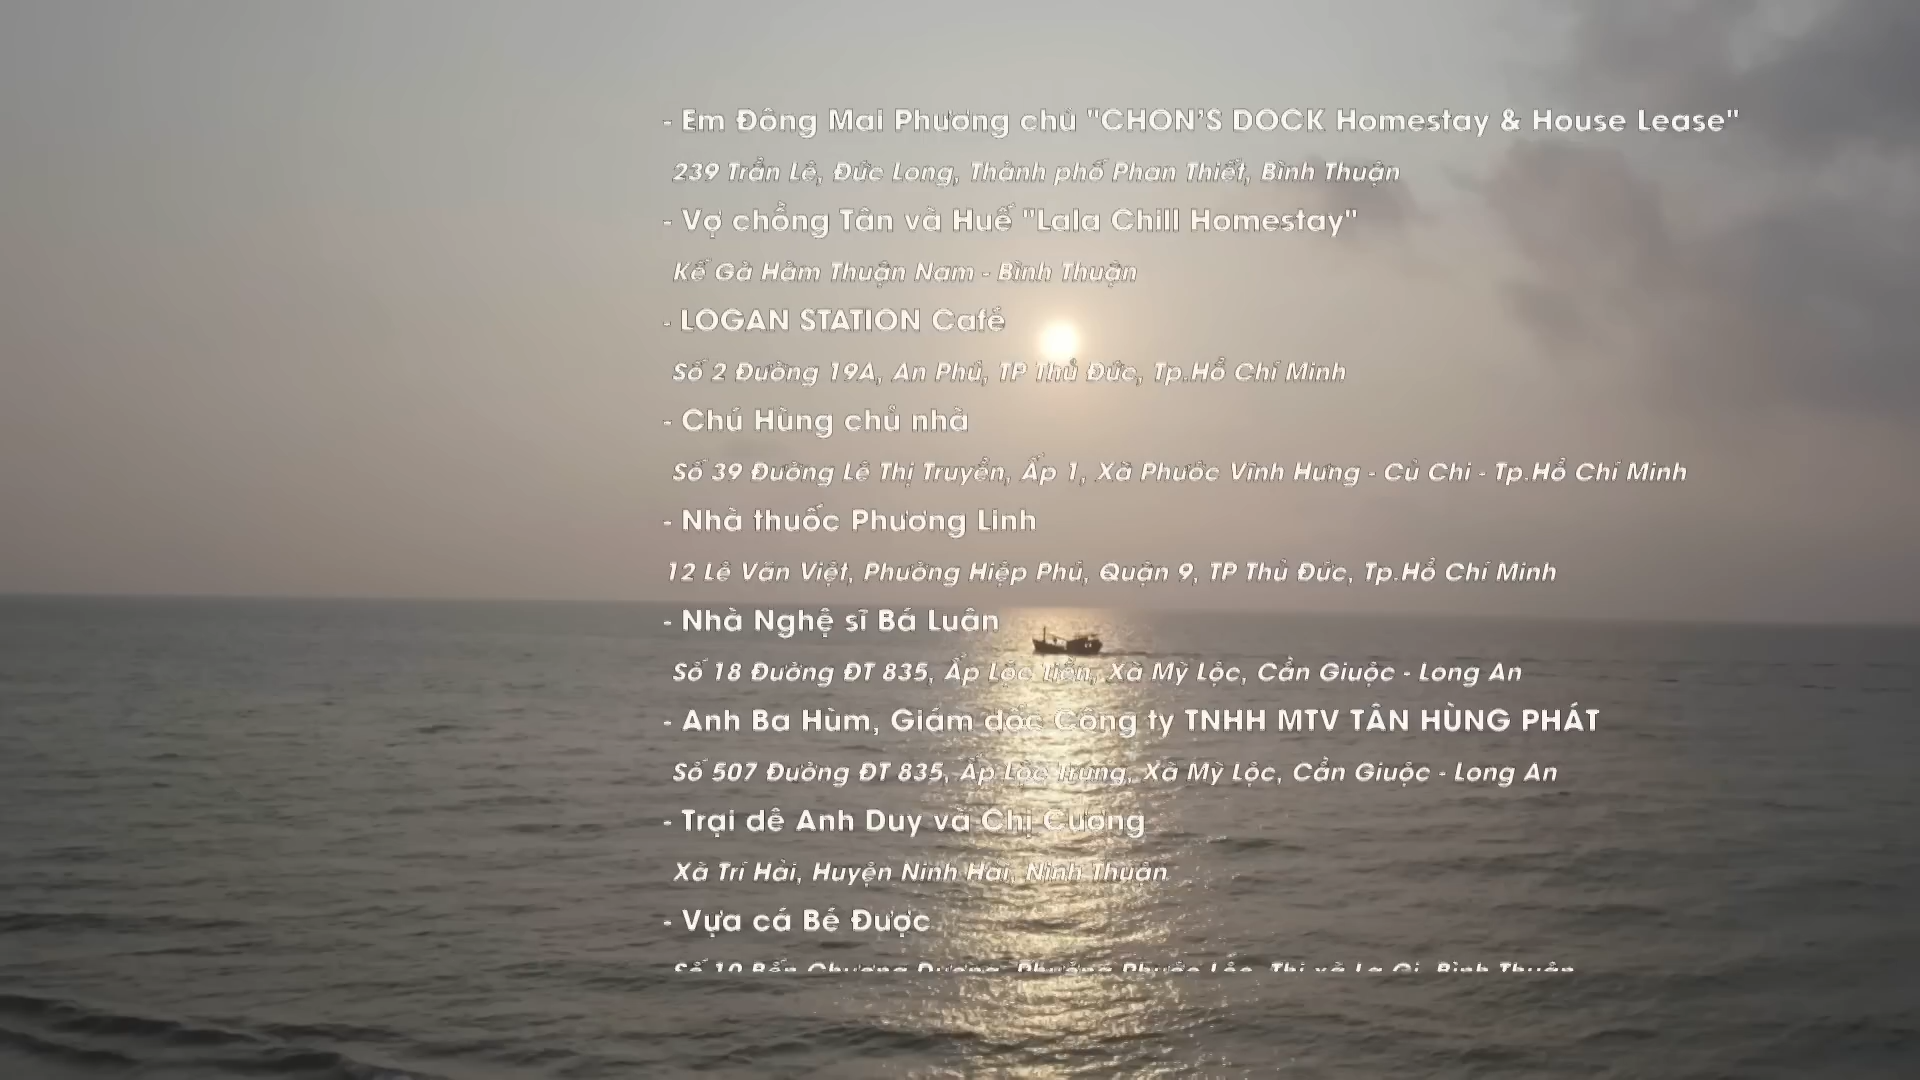 - Em Đông Mai Phương chủ "CHON'S DOCK Homestay & House Lease"
239 Trần Lê, Đức Long, Thành phố Phan Thiết, Bình Thuận
- Vợ chồng Tân và Huế "Lala Chill Homestay"
Kế Gà Hàm Thuận Nam - Bình Thuận
- LOGAN STATION Café
Số 2 Đường 19A, An Phú, TP Thủ Đức, Tp.Hồ Chí Minh
- Chú Hùng chủ nhà
Số 39 Đường Lê Thị Truyền, Ấp 1, Xã Phước Vĩnh Hưng - Củ Chi - Tp.Hồ Chí Minh
- Nhà thuốc Phương Linh
12 Lê Văn Việt, Phường Hiệp Phú, Quận 9, TP Thủ Đức, Tp.Hồ Chí Minh
- Nhà Nghệ sĩ Bá Luân
Số 18 Đường ĐT 835, Ấp Lộc Tiền, Xã Mỹ Lộc, Cần Giuộc - Long An
- Anh Ba Hùm, Giám đốc Công ty TNHH MTV TÂN HÙNG PHÁT
Số 507 Đường ĐT 835, Ấp Lộc Trung, Xã Mỹ Lộc, Cần Giuộc - Long An
- Trại dê Anh Duy và Chị Cương
Xã Tri Hải, Huyện Ninh Hải, Ninh Thuận
- Vựa cá Bé Được